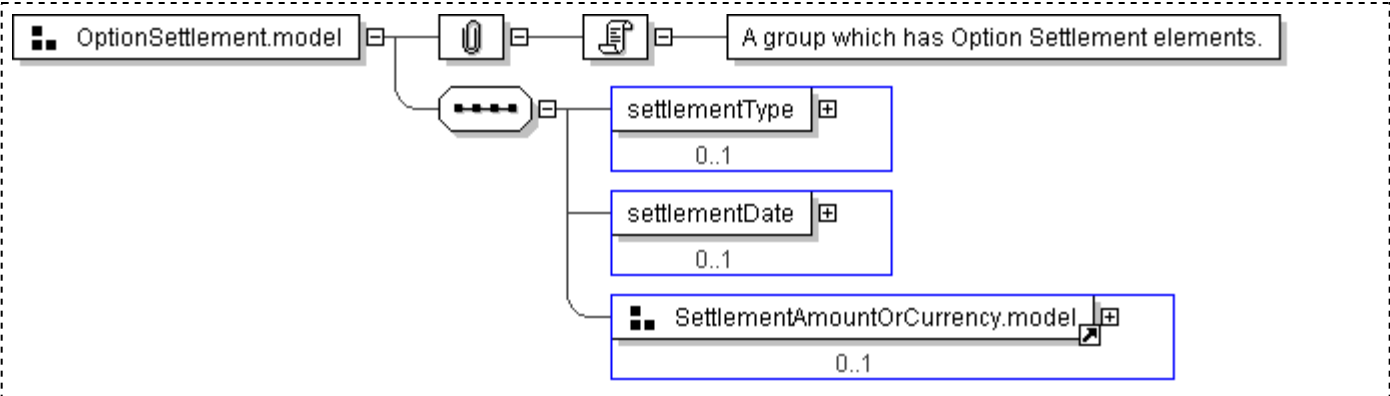 OptionSettlement.model
A group which has Option Settlement elements.
settlementType
0..1
settlementDate
0..1
SettlementAmountOrCurrency.model
0..1